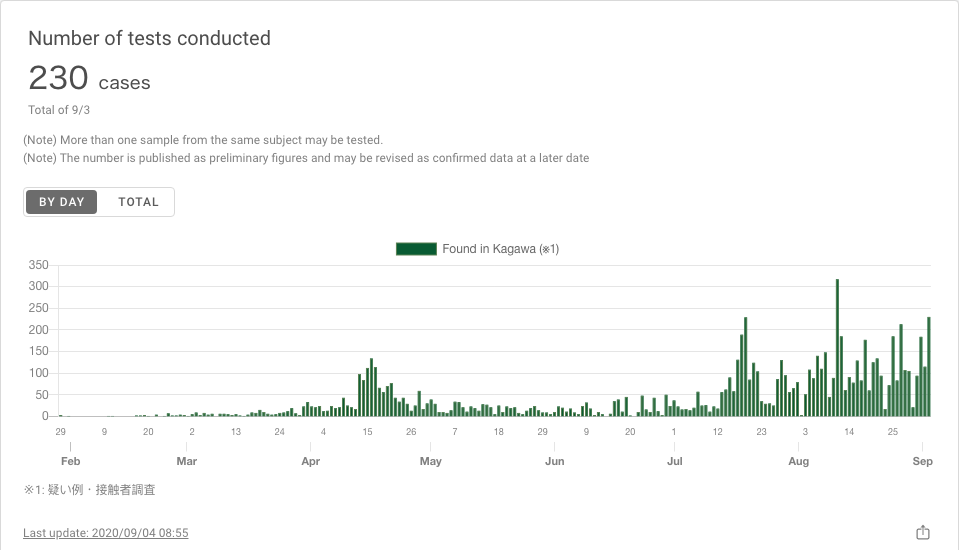 Number of tests conducted
230 cases
Total of 9/3
(Note) More than one sample from the same subject may be tested.
(Note) The number is published as preliminary figures and may be revised as confirmed data at a later date
BY DAY TOTAL
Found in Kagawa (※1)
350
300
250
200
150
100
50
0
29 9 20 2 13 24 4 15 26 7 18 29 9 20 1 12 23 3 14 25
Feb Mar Apr May Jun Jul Aug Sep
※1: 疑い例・接触者調査
Last update: 2020/09/04 08:55